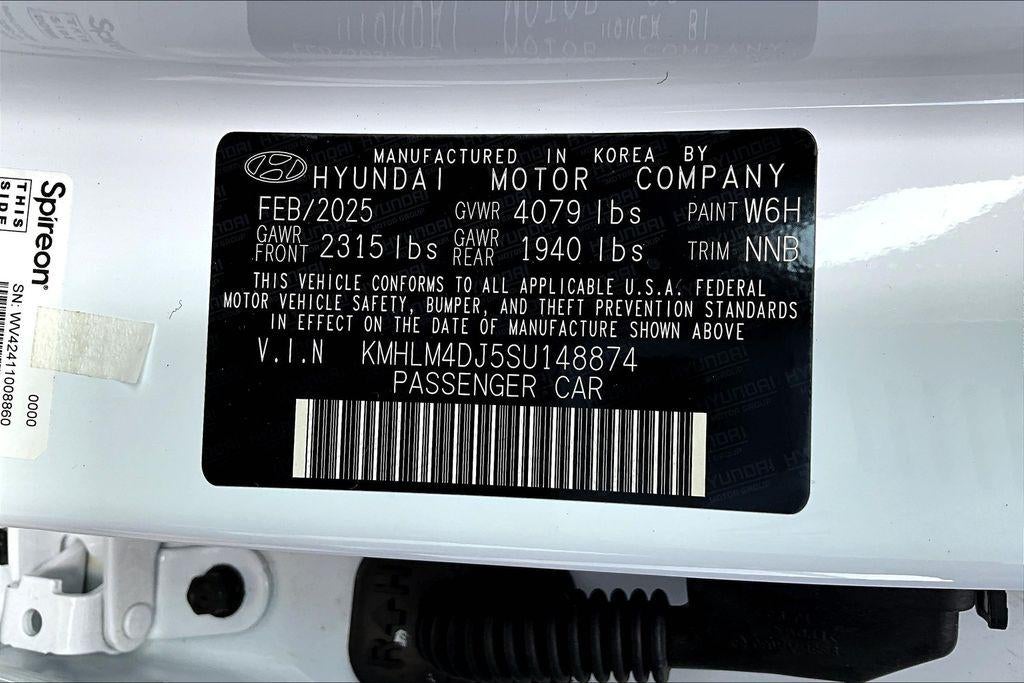 MANUFACTURED IN KOREA BY
HYUNDAI MOTOR COMPANY
FEB/2025 GVWR 4079 lbs PAINT W6H
GAWR FRONT 2315 lbs GAWR REAR 1940 lbs TRIM NNB
THIS VEHICLE CONFORMS TO ALL APPLICABLE U.S.A. FEDERAL
MOTOR VEHICLE SAFETY, BUMPER, AND THEFT PREVENTION STANDARDS
IN EFFECT ON THE DATE OF MANUFACTURE SHOWN ABOVE
V.I.N KMHLM4DJ5SU148874
PASSENGER CAR
Spireon
THIS
SIDE
SN: WV42411008860
0000